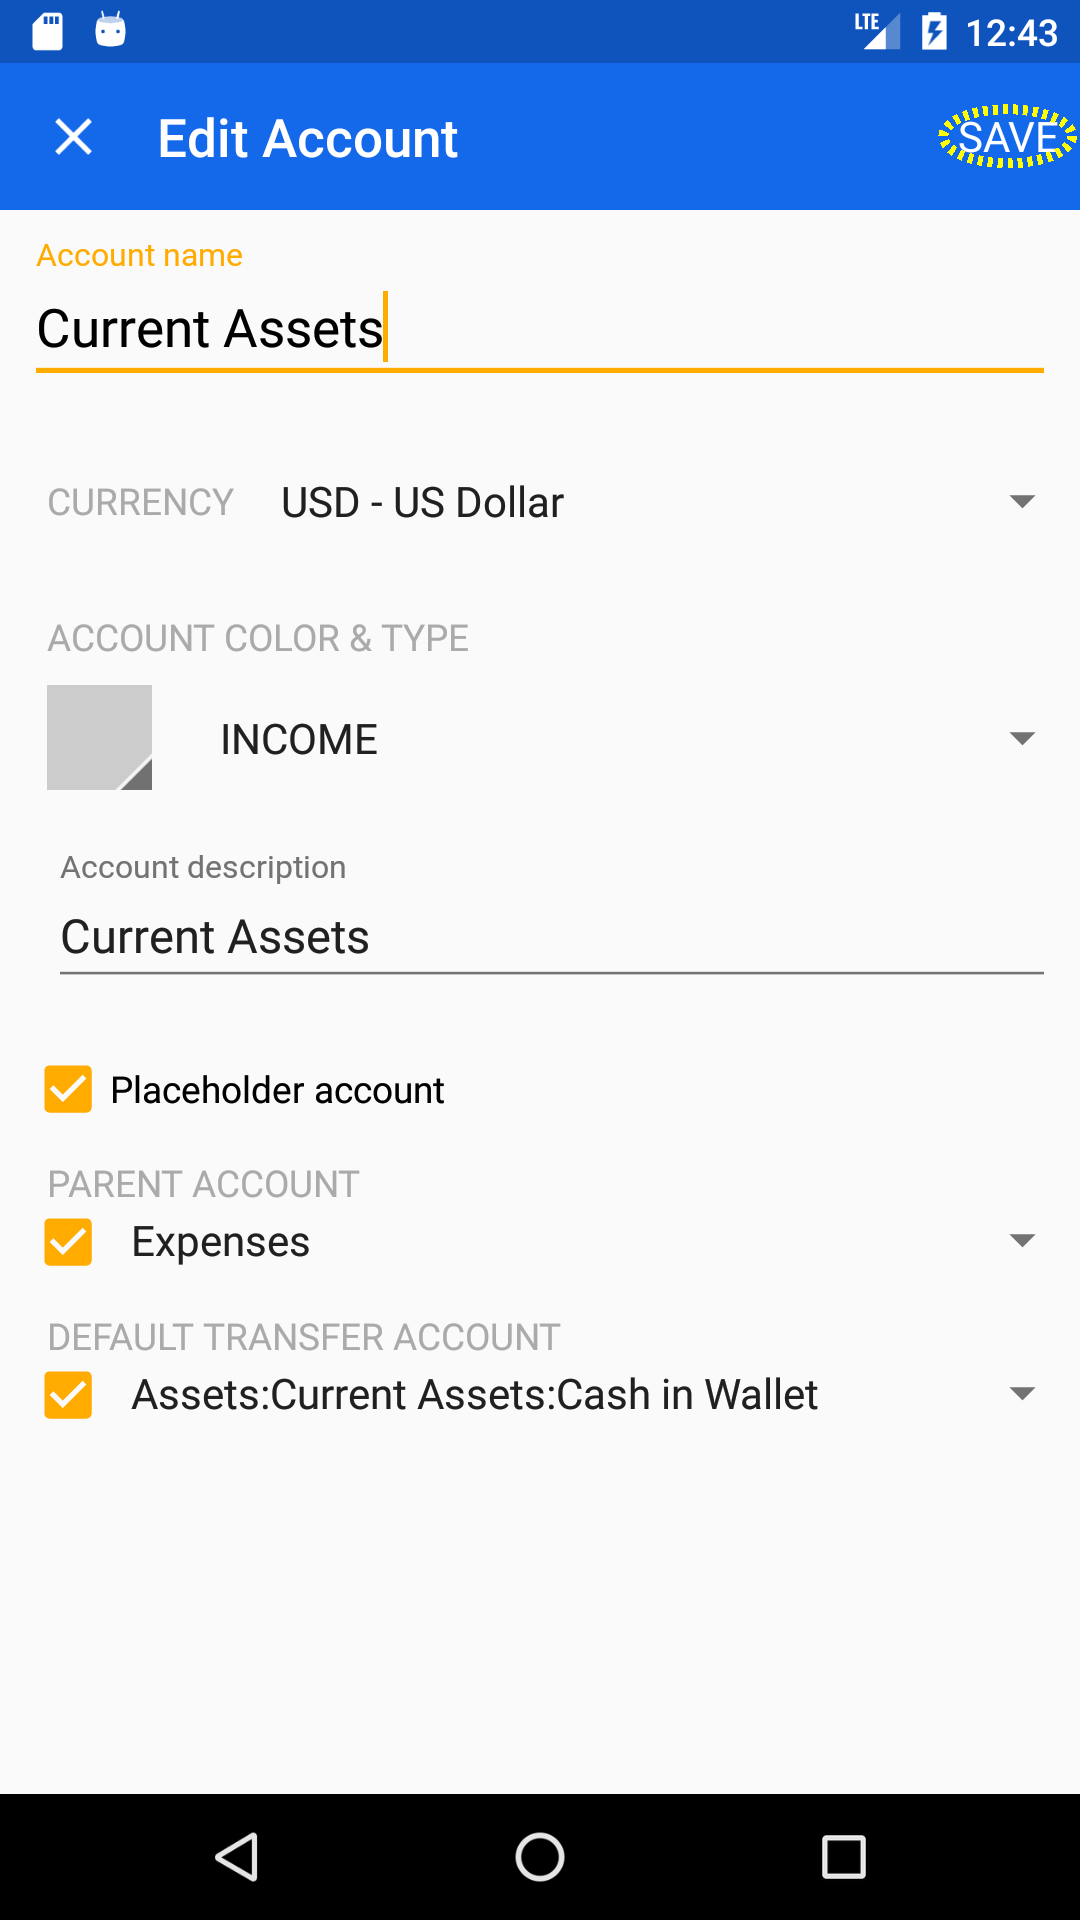 LTE 12:43
Edit Account SAVE
Account name
Current Assets
CURRENCY USD - US Dollar
ACCOUNT COLOR & TYPE
INCOME
Account description
Current Assets
Placeholder account
PARENT ACCOUNT
Expenses
DEFAULT TRANSFER ACCOUNT
Assets:Current Assets:Cash in Wallet